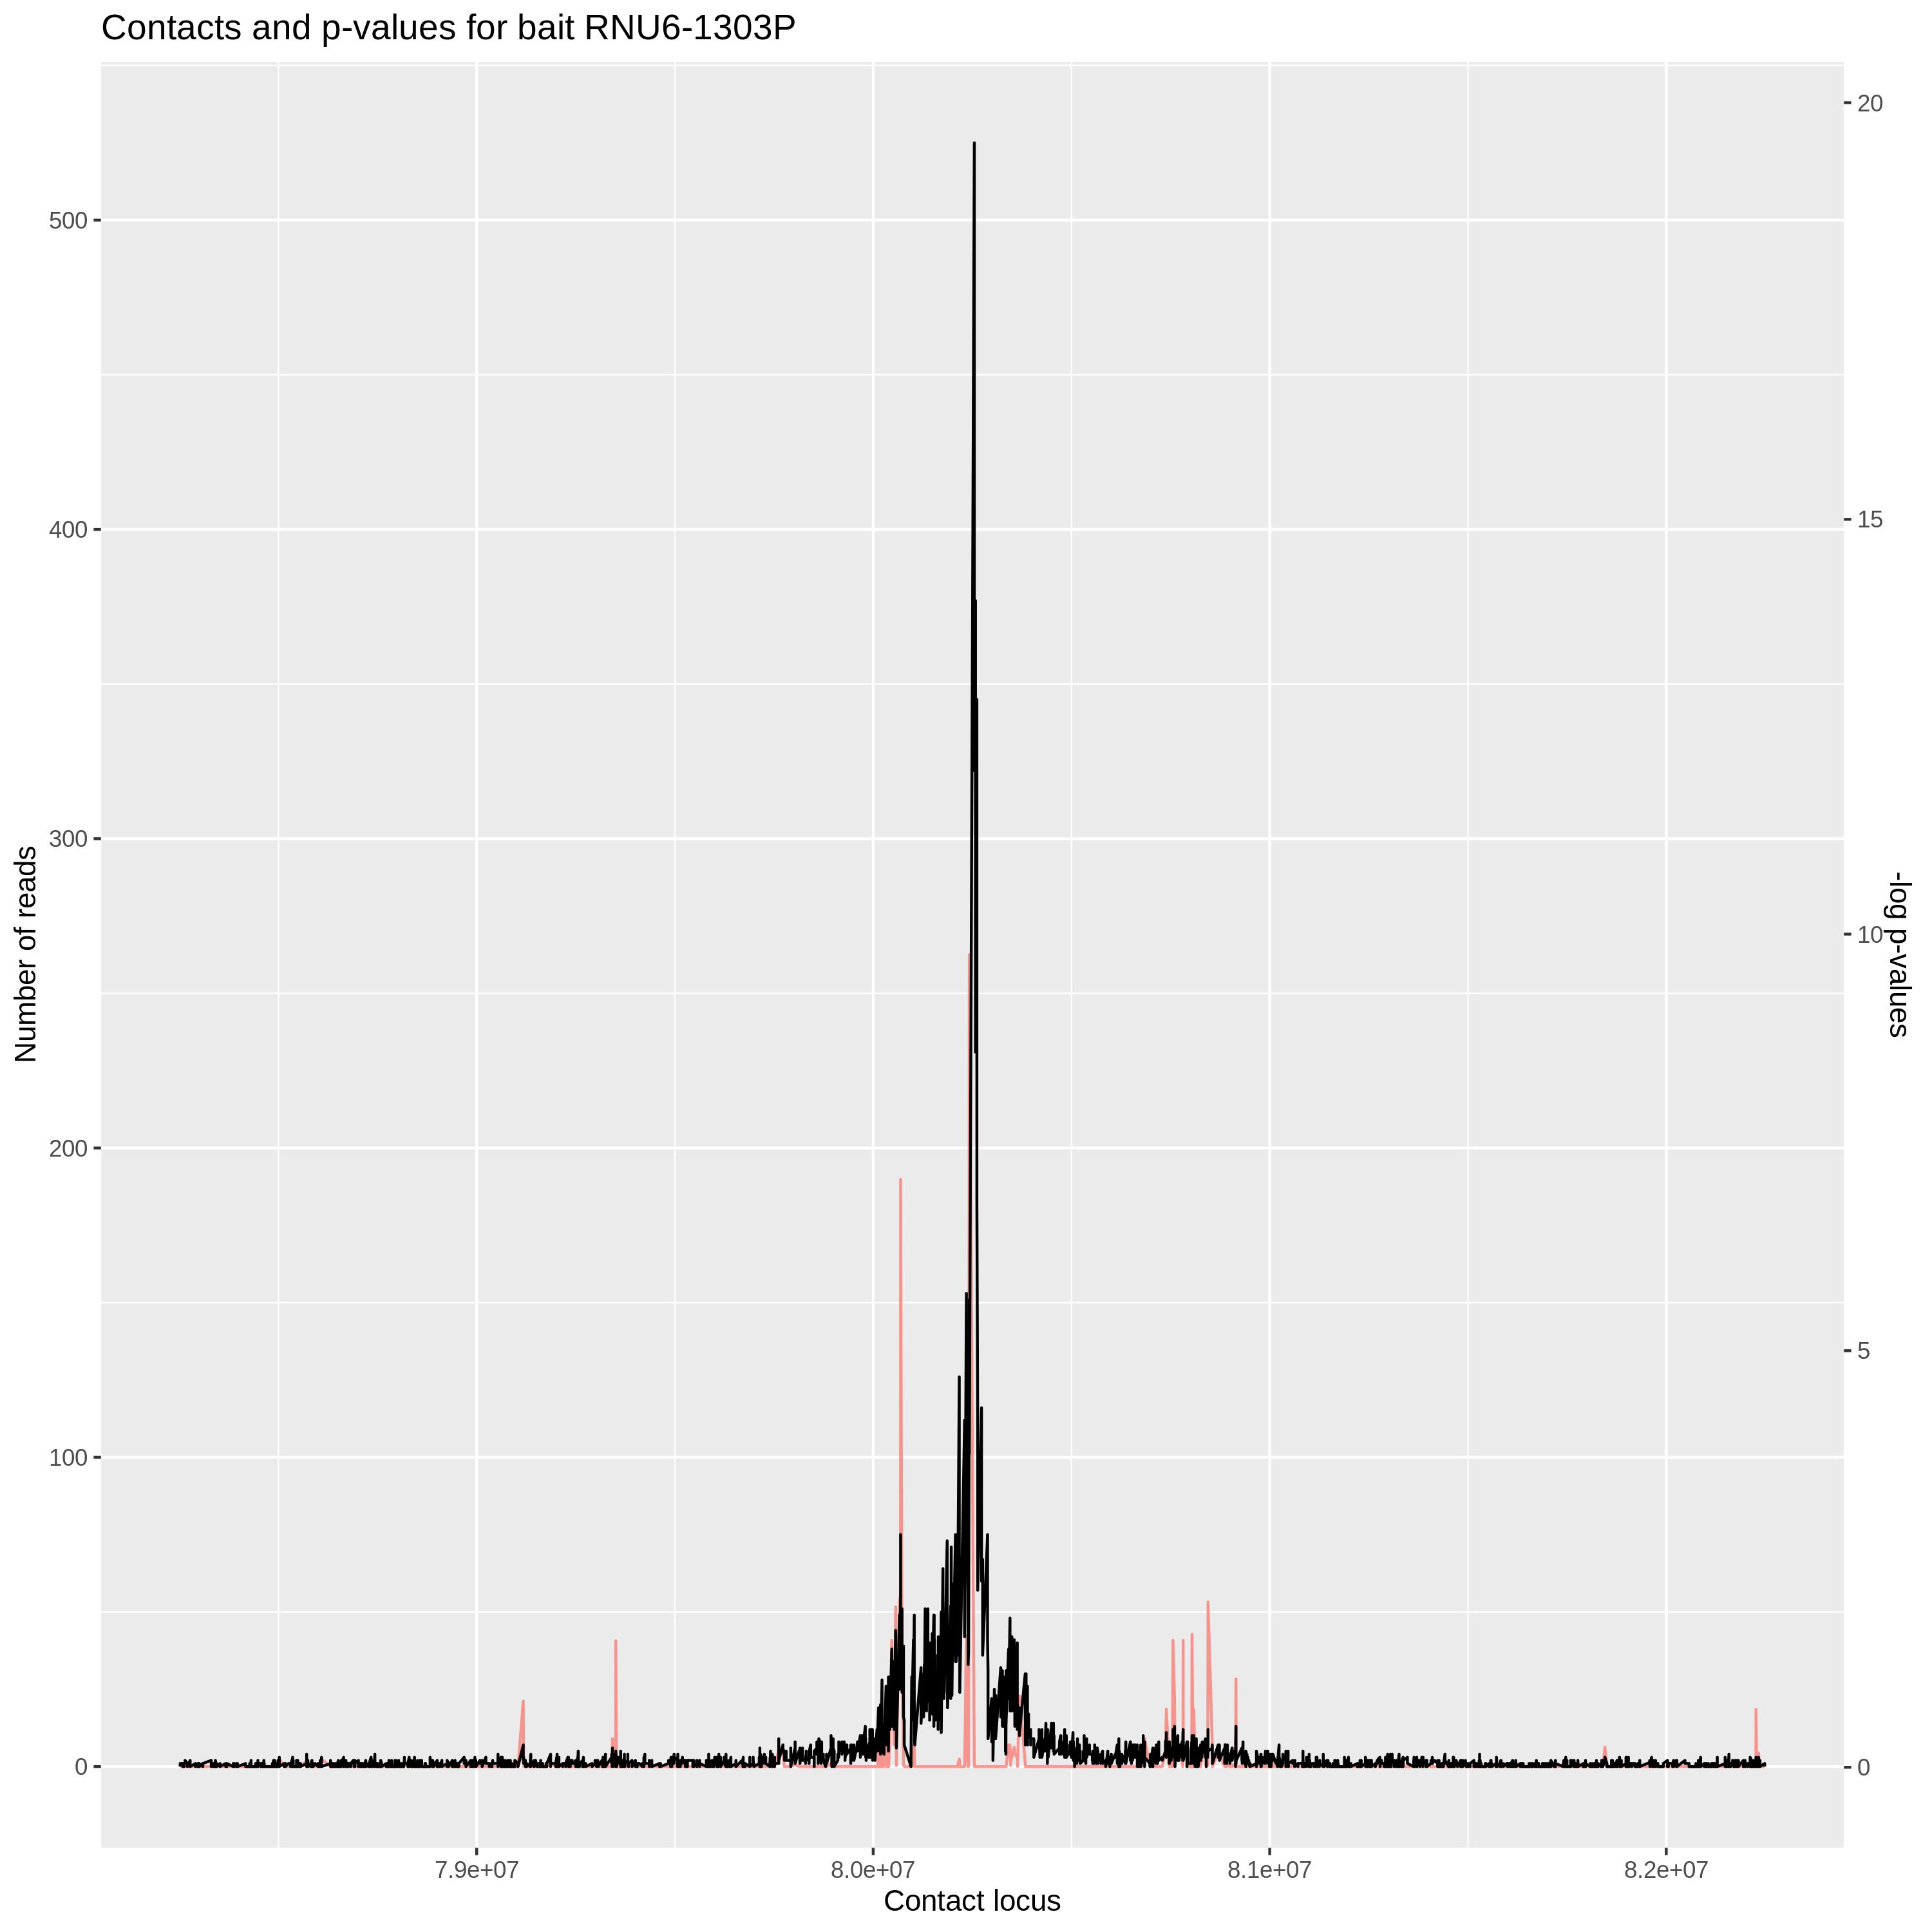 Contacts and p-values for bait RNU6-1303P
20
500
400
15
300
10
Number of reads
-log p-values
200
5
100
0
0
7.9e+07
8.0e+07
8.1e+07
8.2e+07
Contact locus